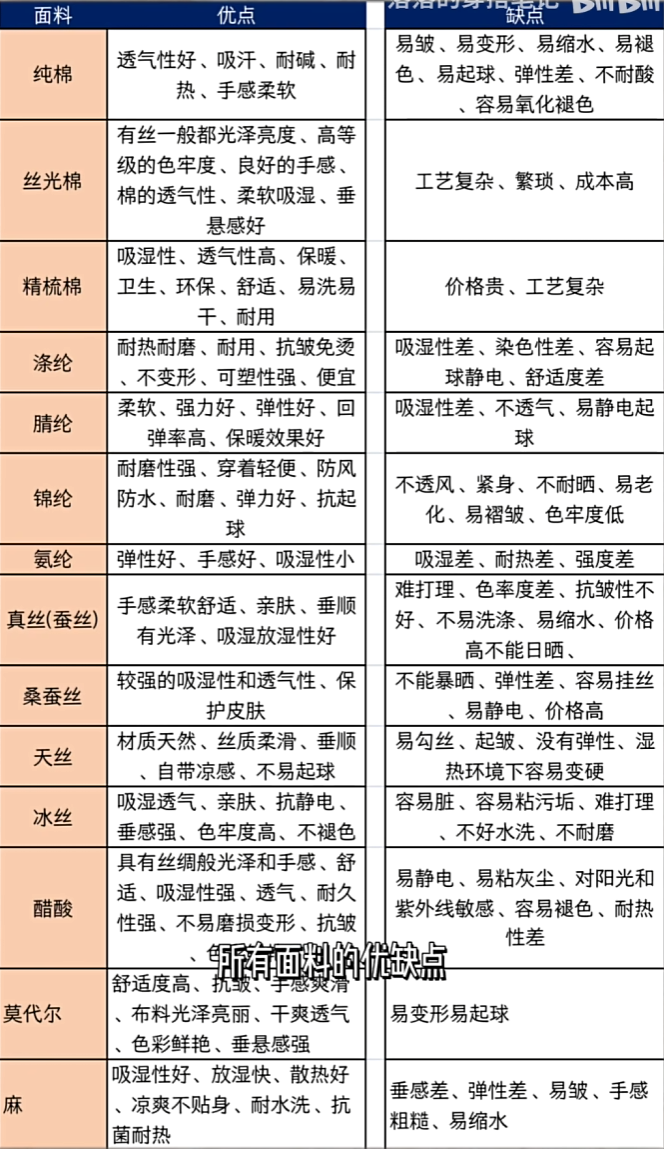 落落的穿搭笔记 bilibili
面料 优点 缺点
纯棉
透气性好、吸汗、耐碱、耐
热、手感柔软
易皱、易变形、易缩水、易褪
色、易起球、弹性差、不耐酸
、容易氧化褪色
丝光棉
有丝一般都光泽亮度、高等
级的色牢度、良好的手感、
棉的透气性、柔软吸湿、垂
悬感好
工艺复杂、繁琐、成本高
精梳棉
吸湿性、透气性高、保暖、
卫生、环保、舒适、易洗易
干、耐用
价格贵、工艺复杂
涤纶
耐热耐磨、耐用、抗皱免烫
、不变形、可塑性强、便宜
吸湿性差、染色性差、容易起
球静电、舒适度差
腈纶
柔软、强力好、弹性好、回
弹率高、保暖效果好
吸湿性差、不透气、易静电起
球
锦纶
耐磨性强、穿着轻便、防风
防水、耐磨、弹力好、抗起
球
不透风、紧身、不耐晒、易老
化、易褶皱、色牢度低
氨纶
弹性好、手感好、吸湿性小
吸湿差、耐热差、强度差
真丝(蚕丝)
手感柔软舒适、亲肤、垂顺
有光泽、吸湿放湿性好
难打理、色率度差、抗皱性不
好、不易洗涤、易缩水、价格
高不能日晒、
桑蚕丝
较强的吸湿性和透气性、保
护皮肤
不能暴晒、弹性差、容易挂丝
、易静电、价格高
天丝
材质天然、丝质柔滑、垂顺
、自带凉感、不易起球
易勾丝、起皱、没有弹性、湿
热环境下容易变硬
冰丝
吸湿透气、亲肤、抗静电、
垂感强、色牢度高、不褪色
容易脏、容易粘污垢、难打理
、不好水洗、不耐磨
醋酸
具有丝绸般光泽和手感、舒
适、吸湿性强、透气、耐久
性强、不易磨损变形、抗皱
易静电、易粘灰尘、对阳光和
紫外线敏感、容易褪色、耐热
性差
所有面料的优缺点
莫代尔
舒适度高、抗皱、手感爽滑
、布料光泽亮丽、干爽透气
、色彩鲜艳、垂悬感强
易变形易起球
麻
吸湿性好、放湿快、散热好
、凉爽不贴身、耐水洗、抗
菌耐热
垂感差、弹性差、易皱、手感
粗糙、易缩水